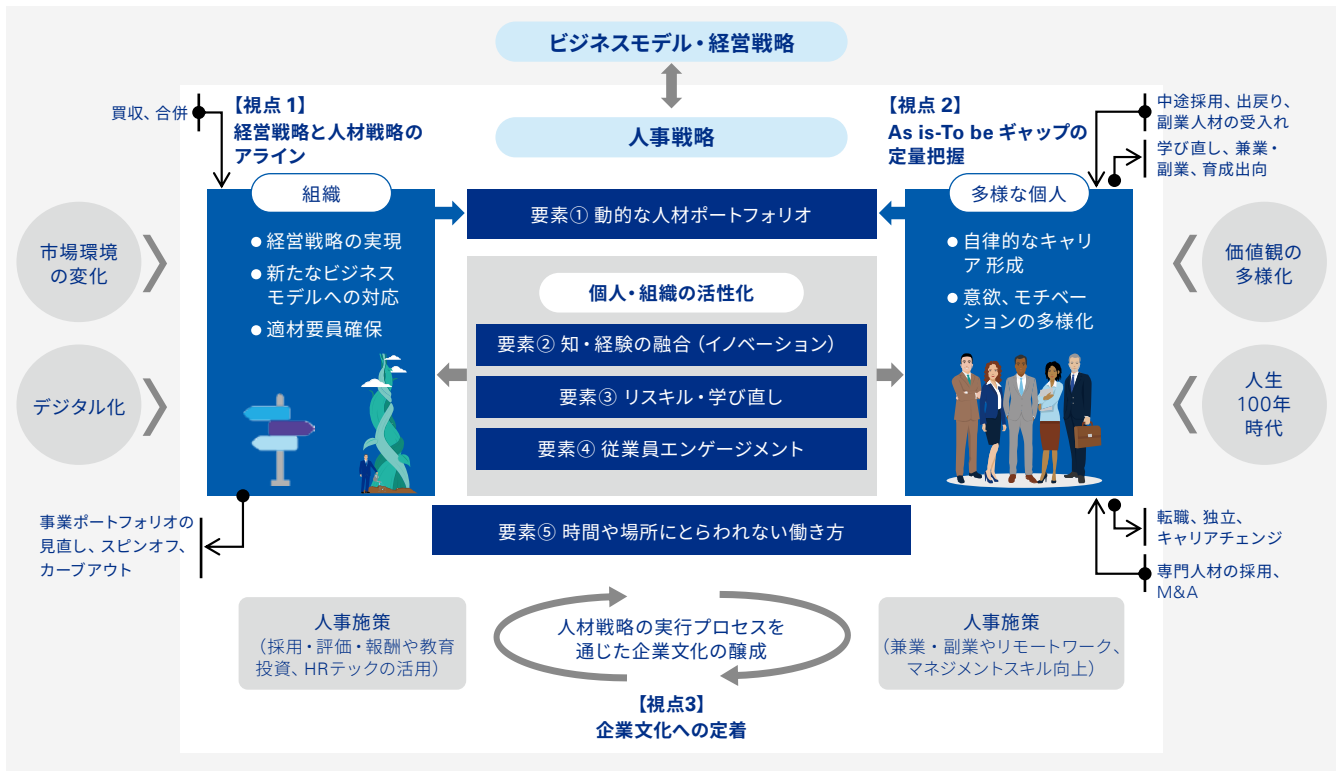 ビジネスモデル・経営戦略
人事戦略
買収、合併
【視点 1】
経営戦略と人材戦略の
アライン
【視点 2】
As is-To be ギャップの
定量把握
中途採用、出戻り、
副業人材の受入れ
学び直し、兼業・
副業、育成出向
市場環境
の変化
デジタル化
組織
● 経営戦略の実現
● 新たなビジネス
モデルへの対応
● 適材要員確保
要素① 動的な人材ポートフォリオ
個人・組織の活性化
要素② 知・経験の融合（イノベーション）
要素③ リスキル・学び直し
要素④ 従業員エンゲージメント
要素⑤ 時間や場所にとらわれない働き方
多様な個人
● 自律的なキャリ
ア 形成
● 意欲、モチベー
ションの多様化
価値観の
多様化
人生
100年
時代
事業ポートフォリオの
見直し、スピンオフ、
カーブアウト
転職、独立、
キャリアチェンジ
専門人材の採用、
M&A
人事施策
（採用・評価・報酬や教育
投資、HRテックの活用）
人材戦略の実行プロセスを
通じた企業文化の醸成
人事施策
（兼業・副業やリモートワーク、
マネジメントスキル向上）
【視点3】
企業文化への定着